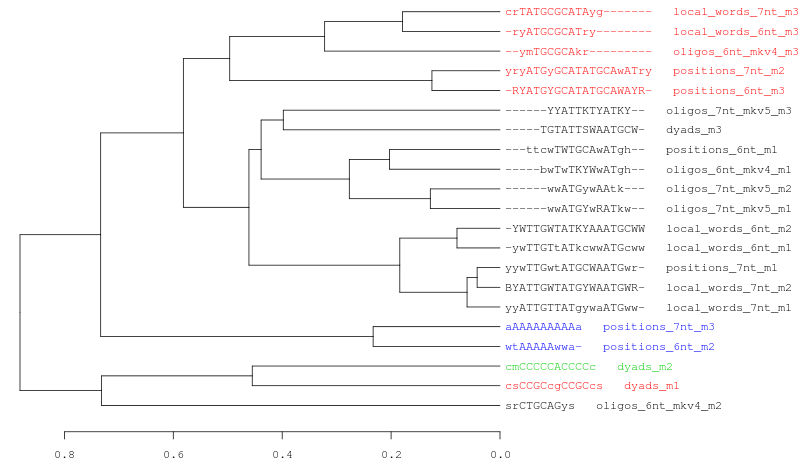 crTATGCGCATAyg------- local_words_7nt_m3
-ryATGCGCATry-------- local_words_6nt_m3
--ymTGCGCAkr--------- oligos_6nt_mkv4_m3
yryATGyGCATATGCAwATry positions_7nt_m2
-RYATGYGCATATGCAWAYR- positions_6nt_m3
------YYATTKTYATKY-- oligos_7nt_mkv5_m3
-----TGTATTSWAATGCW- dyads_m3
---ttcwTWTGCAwATgh-- positions_6nt_m1
-----bwTwTKYWwATgh-- oligos_6nt_mkv4_m1
------wwATGywAAtk--- oligos_7nt_mkv5_m2
------wwATGYwRATkw-- oligos_7nt_mkv5_m1
-YWTTGWTATKYAAATGCWW local_words_6nt_m2
-ywTTGTtATkcwwATgcww local_words_6nt_m1
yywTTGwtATGCWAATGwr- positions_7nt_m1
BYATTGWTATGYWAATGWR- local_words_7nt_m2
yyATTGTTATgywaATGww- local_words_7nt_m1
aAAAAAAAAAa positions_7nt_m3
wtAAAAAwwa- positions_6nt_m2
cmCCCCCACCCCc dyads_m2
csCCGCcgCCGCcs dyads_m1
srCTGCAGys oligos_6nt_mkv4_m2
0.8 0.6 0.4 0.2 0.0